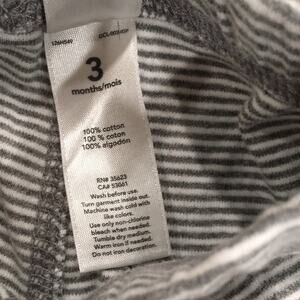 3
months/mois
100% cotton
100% coton
100% algodon
RN# 35623
CA# 53061
Wash before use.
Turn garment inside out.
Machine wash cold with
like colors.
Use only non-chlorine
bleach when needed.
Tumble dry medium.
Warm iron if needed.
Do not iron decoration.